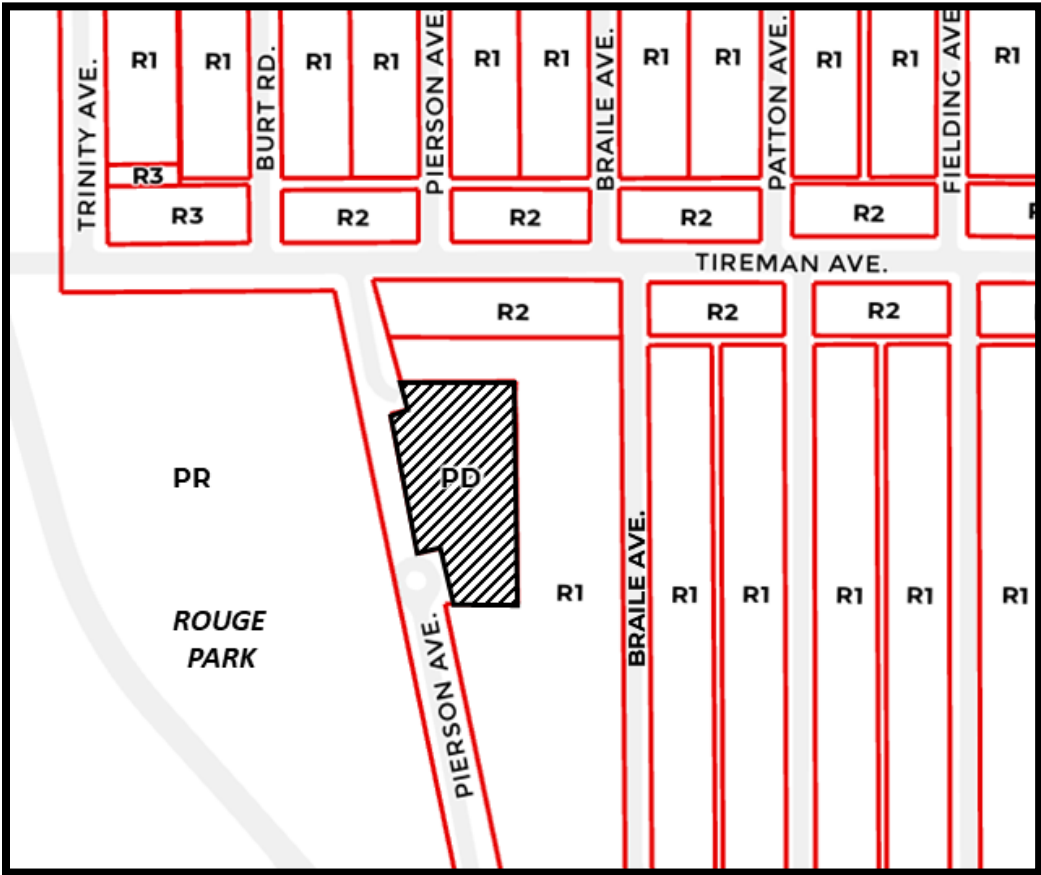 R1
R1
R1
R1
R1
R1
R1
R1
R1
R1
R1
TRINITY AVE.
BURT RD.
PIERSON AVE
BRAILE AVE.
PATTON AVE.
FIELDING AVE
R3
R3
R2
R2
R2
R2
TIREMAN AVE.
R2
R2
R2
PR
PD
ROUGE
PARK
PIERSON AVE.
BRAILE AVE.
R1
R1
R1
R1
R1
R1